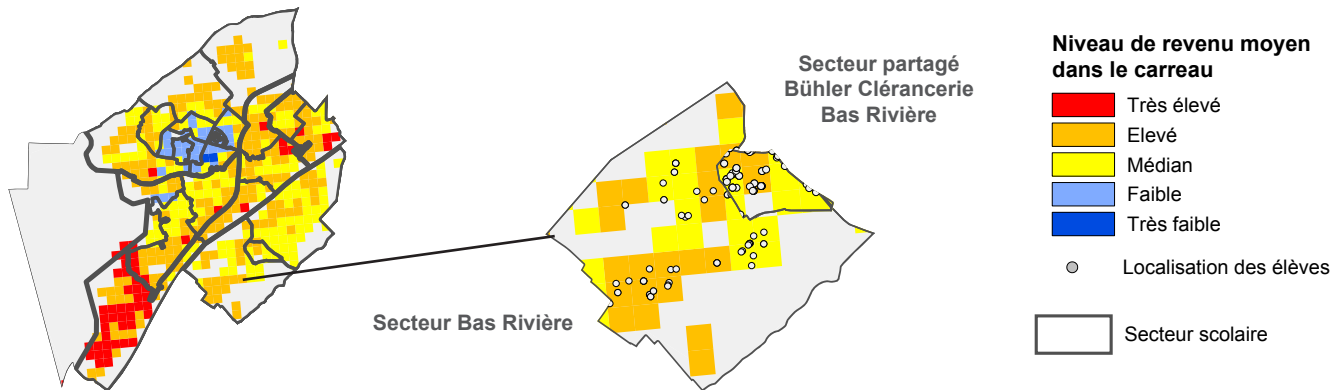 Secteur partagé
Bühler Clérancerie
Bas Rivière
Secteur Bas Rivière
Niveau de revenu moyen
dans le carreau
Très élevé
Elevé
Médian
Faible
Très faible
Localisation des élèves
Secteur scolaire